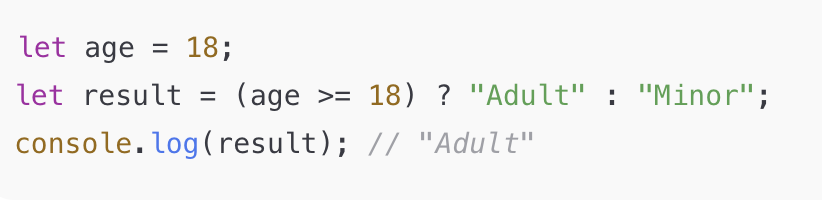 let age = 18;
let result = (age >= 18) ? "Adult" : "Minor";
console.log(result); // "Adult"